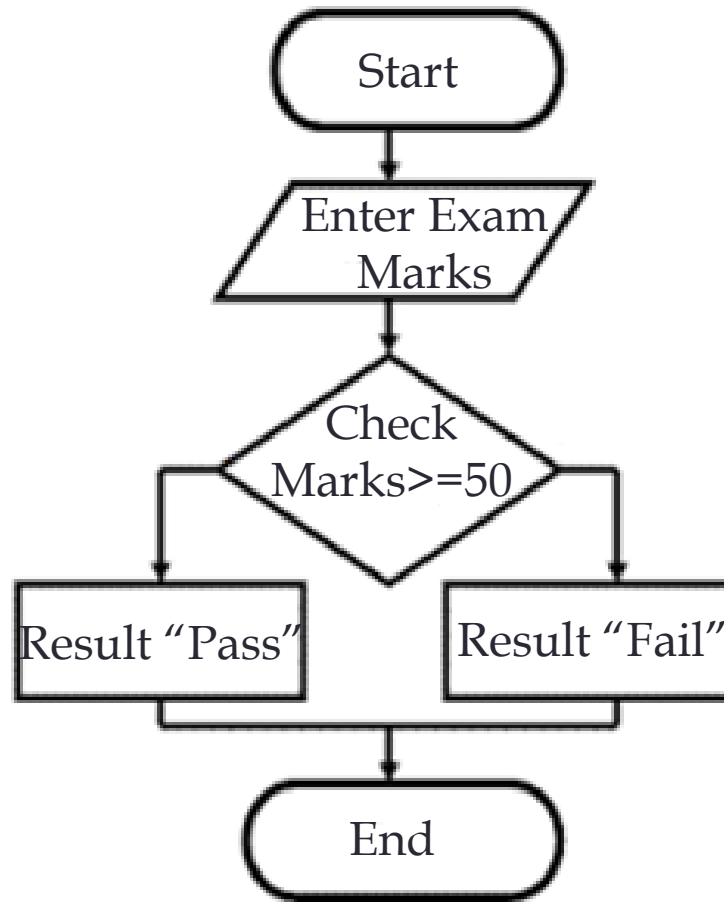 Start
Enter Exam
Marks
Check
Marks>=50
Result “Pass”
Result “Fail”
End